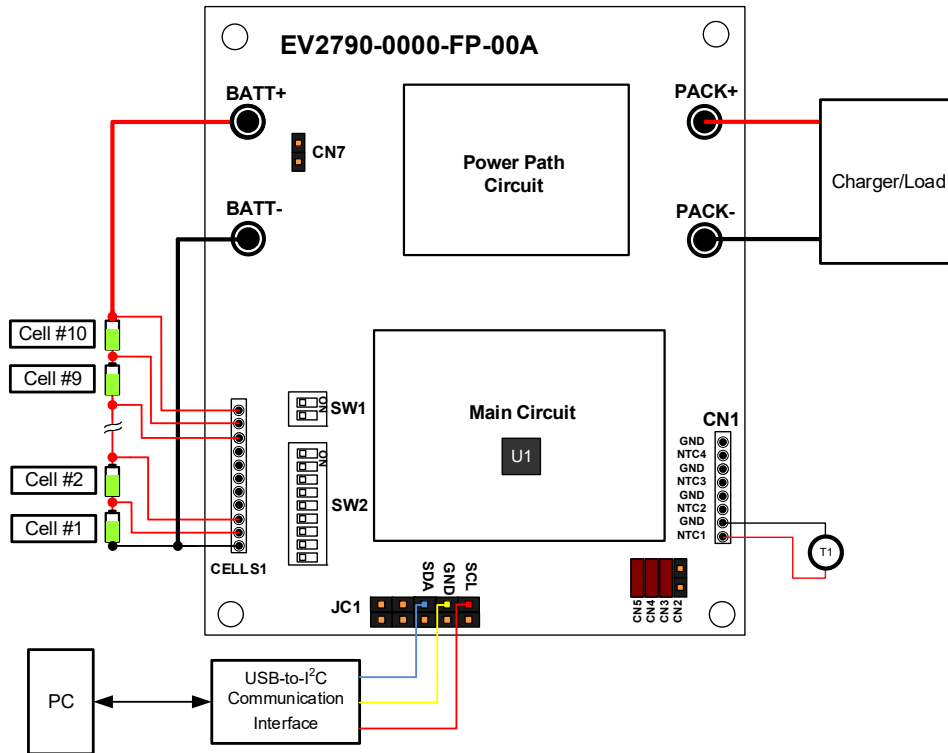 EV2790-0000-FP-00A
BATT+
PACK+
CN7
Power Path
Circuit
Charger/Load
BATT-
PACK-
Cell #10
Cell #9
Cell #2
Cell #1
CELLS1
ON
SW1
ON
SW2
Main Circuit
U1
CN1
GND
NTC4
GND
NTC3
GND
NTC2
GND
NTC1
T1
SDA
GND
SCL
JC1
CN5
CN4
CN3
CN2
PC
USB-to-I²C
Communication
Interface